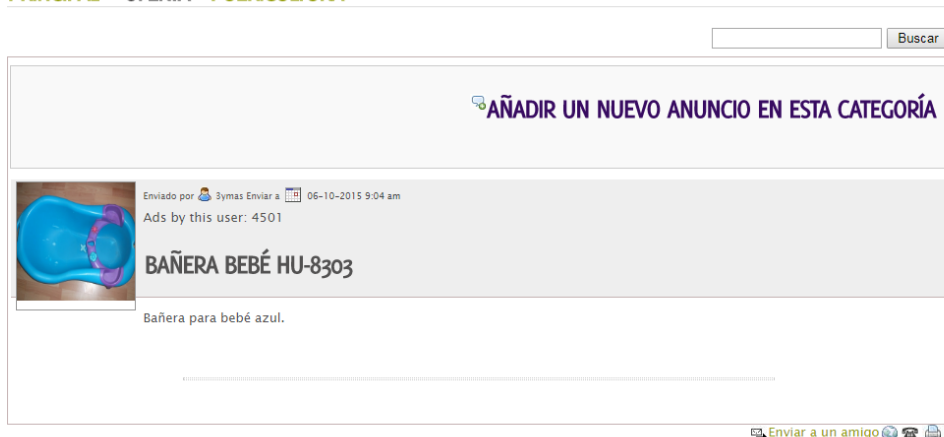 Buscar
AÑADIR UN NUEVO ANUNCIO EN ESTA CATEGORÍA
Enviado por 3ymas Enviar a 06-10-2015 9:04 am
Ads by this user: 4501
BAÑERA BEBÉ HU-8303
Bañera para bebé azul.
Enviar a un amigo